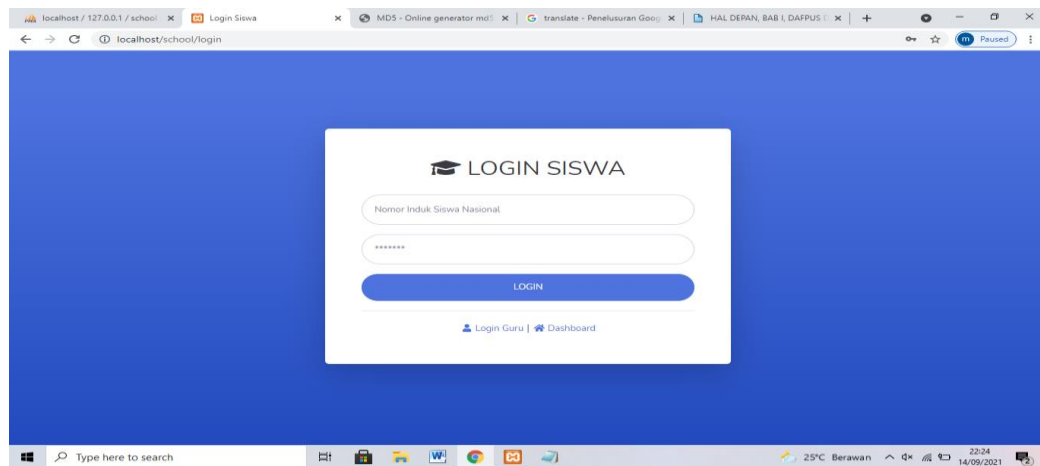 localhost / 127.0.0.1 / school
Login Siswa
MD5 - Online generator md5
translate - Penelusuran Goog
HAL DEPAN, BAB I, DAFPUS
localhost/school/login
m Paused
LOGIN SISWA
Nomor Induk Siswa Nasional
*******
LOGIN
Login Guru | Dashboard
Type here to search
25°C Berawan
22:24
14/09/2021